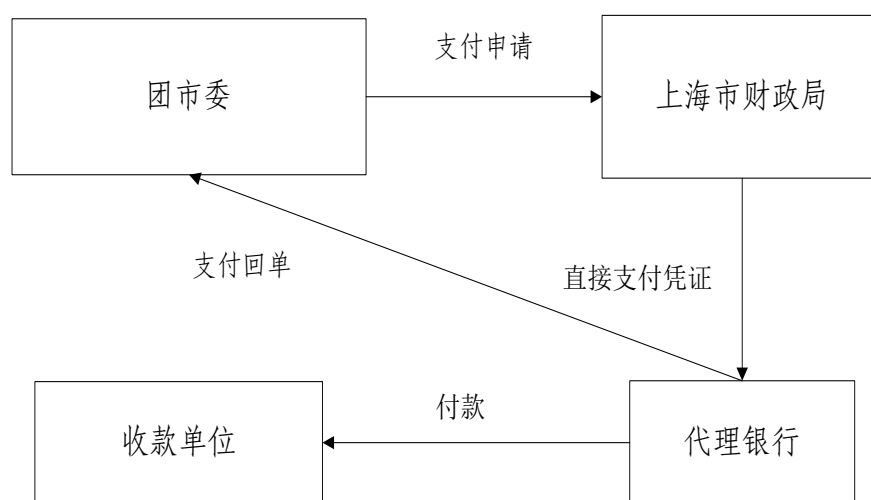 支付申请
团市委
上海市财政局
支付回单
直接支付凭证
付款
收款单位
代理银行